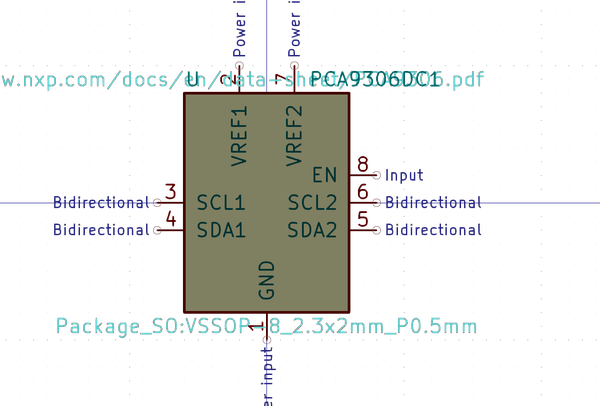 Power i
Power i
w.nxp.com/docs/en/data-sheet/PCA9306.pdf
U
PCA9306DC1
2
7
VREF1
VREF2
EN
8
Input
Bidirectional
3
SCL1
SCL2
6
Bidirectional
Bidirectional
4
SDA1
SDA2
5
Bidirectional
GND
1
Package_SO:VSSOP-8_2.3x2mm_P0.5mm
er input